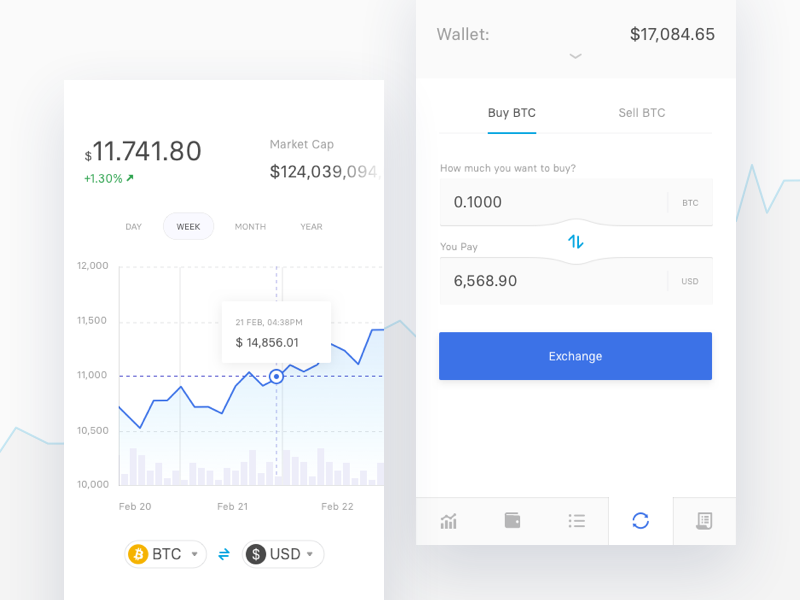 $11.741.80
+1.30%
Market Cap
$124,039,094,
DAY WEEK MONTH YEAR
12,000
11,500
11,000
10,500
10,000
21 FEB, 04:38PM
$ 14,856.01
Feb 20 Feb 21 Feb 22
BTC
$ USD
Wallet: $17,084.65
Buy BTC Sell BTC
How much you want to buy?
0.1000 BTC
You Pay
6,568.90 USD
Exchange